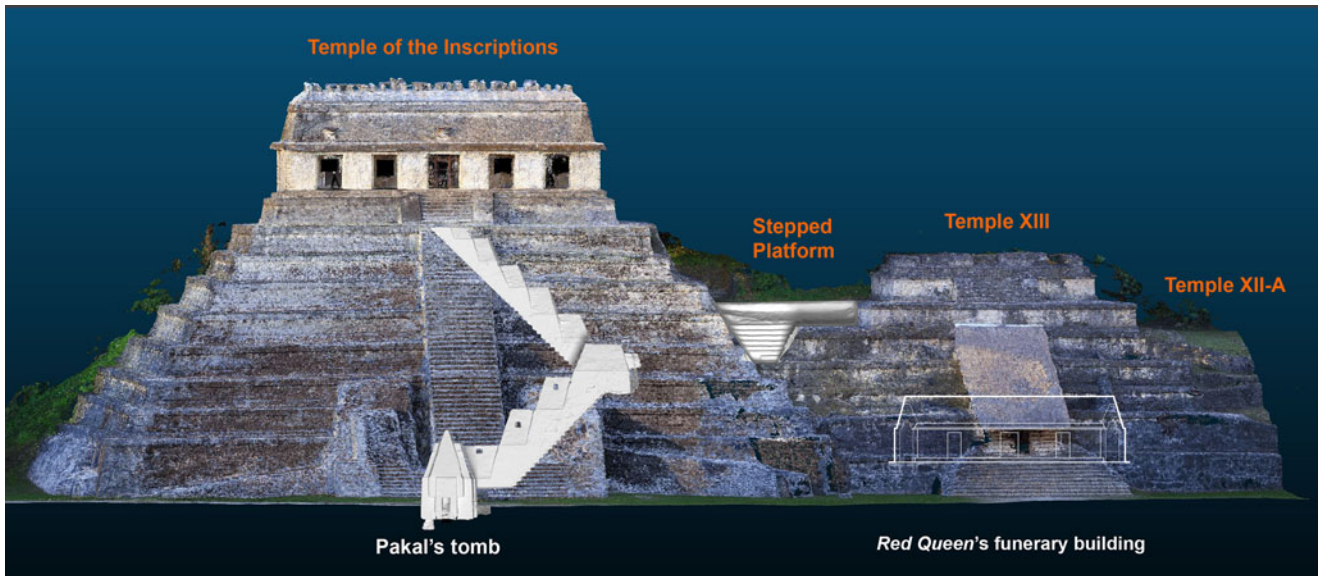 Temple of the Inscriptions
Stepped
Platform
Temple XIII
Temple XII-A
Pakal's tomb
Red Queen's funerary building